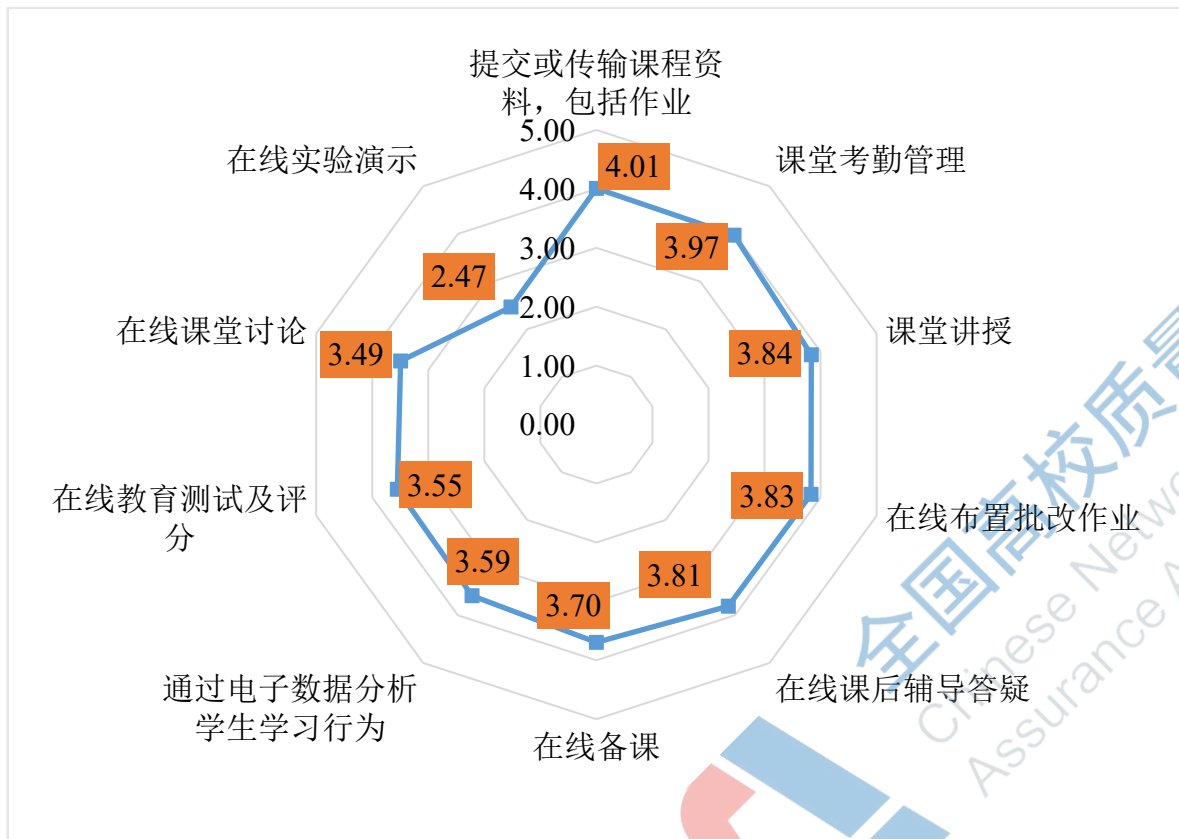 提交或传输课程资
料，包括作业
5.00
4.00
3.00
2.00
1.00
0.00
4.01
课堂考勤管理
3.97
课堂讲授
3.84
在线布置批改作业
3.83
在线课后辅导答疑
3.81
在线备课
3.70
通过电子数据分析
学生学习行为
3.59
在线教育测试及评
分
3.55
在线课堂讨论
3.49
在线实验演示
2.47
全国高校质量
Chinese Netwo
Assurance A